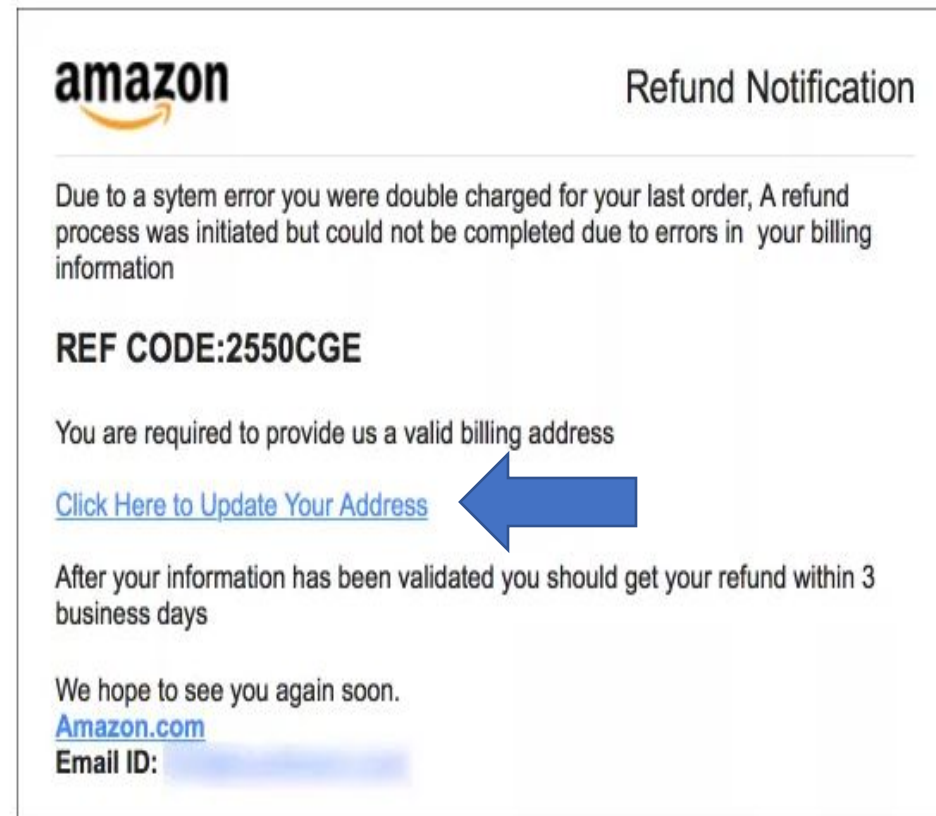 amazon
Refund Notification
Due to a sytem error you were double charged for your last order, A refund
process was initiated but could not be completed due to errors in your billing
information
REF CODE:2550CGE
You are required to provide us a valid billing address
Click Here to Update Your Address
After your information has been validated you should get your refund within 3
business days
We hope to see you again soon.
Amazon.com
Email ID: